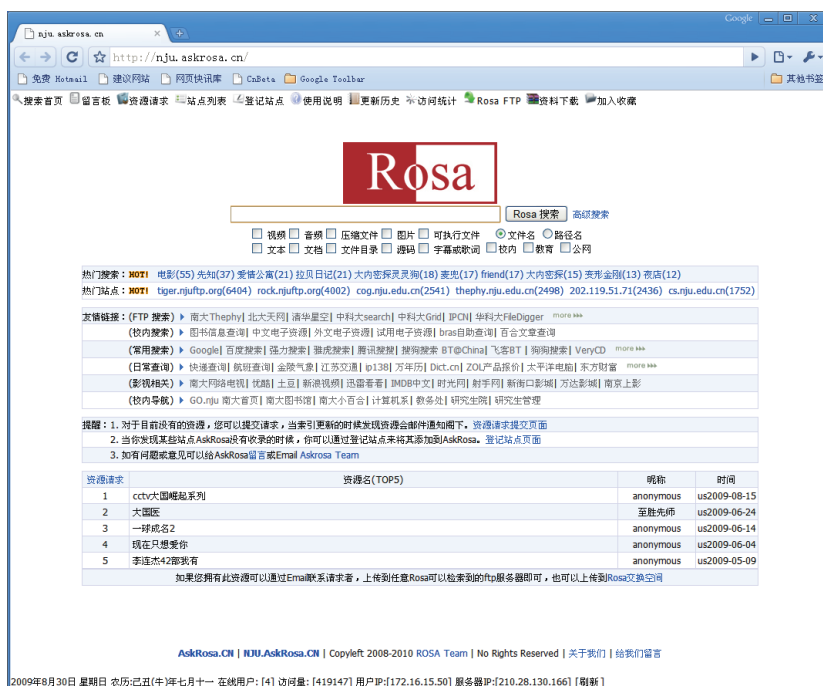 Google
nju.askrosa.cn
http://nju.askrosa.cn/
免费 Hotmail 建议网站 网页快讯库 CnBeta Google Toolbar 其他书签
搜索首页 留言板 资源请求 站点列表 登记站点 使用说明 更新历史 访问统计 Rosa FTP 资料下载 加入收藏
Rosa
Rosa 搜索 高级搜索
视频 音频 压缩文件 图片 可执行文件 文件名 路径名
文本 文档 文件目录 源码 字幕或歌词 校内 教育 公网
热门搜索：HOT! 电影(55) 先知(37) 爱情公寓(21) 拉贝日记(21) 大内密探灵灵狗(18) 麦兜(17) friend(17) 大内密探(15) 变形金刚(13) 夜店(12)
热门站点：HOT! tiger.njuftp.org(6404) rock.njuftp.org(4002) cog.nju.edu.cn(2541) thephy.nju.edu.cn(2498) 202.119.51.71(2436) cs.nju.edu.cn(1752)
友情链接：(FTP 搜索) 南大Thephy| 北大天网| 清华星空| 中科大search| 中科大Grid| IPCN| 华科大FileDigger more
(校内搜索) 图书信息查询| 中文电子资源| 外文电子资源| 试用电子资源| bras自助查询| 百合文章查询
(常用搜索) Google| 百度搜索| 强力搜索| 雅虎搜索| 腾讯搜搜| 搜狗搜索 BT@China| 飞客BT | 狗狗搜索| VeryCD more
(日常查询) 快递查询| 航班查询| 金陵气象| 江苏交通| ip138| 万年历| Dict.cn| ZOL产品报价| 太平洋电脑| 东方财富 more
(影视相关) 南大网络电视| 优酷| 土豆| 新浪视频| 迅雷看看| IMDB中文| 时光网| 射手网| 新街口影城| 万达影城| 南京上影
(校内导航) GO.nju 南大首页| 南大图书馆| 南大小百合| 计算机系| 教务处| 研究生院| 研究生管理
提醒：1. 对于目前没有的资源，您可以提交请求，当索引更新的时候发现资源会邮件通知阁下。资源请求提交页面
2. 当你发现某些站点AskRosa没有收录的时候，你可以通过登记站点来将其添加到AskRosa。登记站点页面
3. 如有问题或意见可以给AskRosa留言或Email Askrosa Team
资源请求 资源名(TOP5) 昵称 时间
1 cctv大国崛起系列 anonymous us2009-08-15
2 大国医 至胜先师 us2009-06-24
3 一球成名2 anonymous us2009-06-14
4 现在只想爱你 anonymous us2009-06-04
5 李连杰42部我有 anonymous us2009-05-09
如果您拥有此资源可以通过Email联系请求者，上传到任意Rosa可以检索到的ftp服务器即可，也可以上传到Rosa交换空间
AskRosa.CN | NJU.AskRosa.CN | Copyleft 2008-2010 ROSA Team | No Rights Reserved | 关于我们 | 给我们留言
2009年8月30日 星期日 农历:己丑(牛)年七月十一 在线用户: [4] 访问量: [419147] 用户IP:[172.16.15.50] 服务器IP:[210.28.130.166] [刷新]